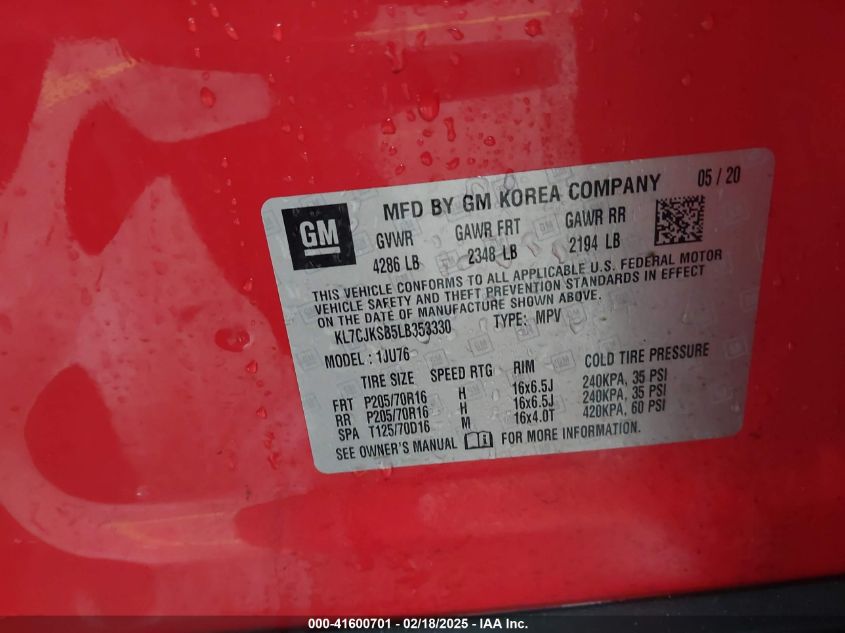 GM
MFD BY GM KOREA COMPANY 05 / 20
GVWR GAWR FRT GAWR RR
4286 LB 2348 LB 2194 LB
THIS VEHICLE CONFORMS TO ALL APPLICABLE U.S. FEDERAL MOTOR
VEHICLE SAFETY AND THEFT PREVENTION STANDARDS IN EFFECT
ON THE DATE OF MANUFACTURE SHOWN ABOVE.
KL7CJKSB5LB353330 TYPE: MPV
MODEL : 1JU76
TIRE SIZE SPEED RTG RIM COLD TIRE PRESSURE
FRT P205/70R16 H 16x6.5J 240KPA, 35 PSI
RR P205/70R16 H 16x6.5J 240KPA, 35 PSI
SPA T125/70D16 M 16x4.0T 420KPA, 60 PSI
SEE OWNER'S MANUAL FOR MORE INFORMATION.
000-41600701 - 02/18/2025 - IAA Inc.